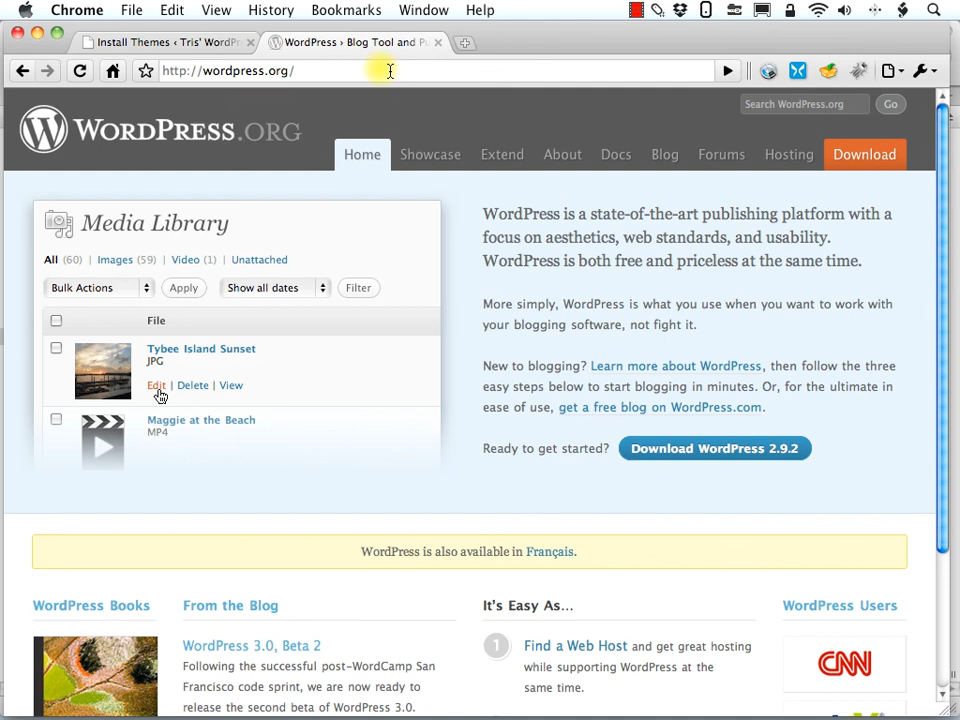 Chrome File Edit View History Bookmarks Window Help
Install Themes ‹ Tris' WordPr
WordPress › Blog Tool and Pu
http://wordpress.org/
WORDPRESS.ORG
Search WordPress.org
Go
Home Showcase Extend About Docs Blog Forums Hosting Download
Media Library
All (60) | Images (59) | Video (1) | Unattached
Bulk Actions Apply Show all dates Filter
File
Tybee Island Sunset
JPG
Edit | Delete | View
Maggie at the Beach
MP4
WordPress is a state-of-the-art publishing platform with a
focus on aesthetics, web standards, and usability.
WordPress is both free and priceless at the same time.
More simply, WordPress is what you use when you want to work with
your blogging software, not fight it.
New to blogging? Learn more about WordPress, then follow the three
easy steps below to start blogging in minutes. Or, for the ultimate in
ease of use, get a free blog on WordPress.com.
Ready to get started? Download WordPress 2.9.2
WordPress is also available in Français.
WordPress Books
From the Blog
WordPress 3.0, Beta 2
Following the successful post-WordCamp San
Francisco code sprint, we are now ready to
release the second beta of WordPress 3.0.
It's Easy As...
1
Find a Web Host and get great hosting
while supporting WordPress at the
same time.
WordPress Users
CNN